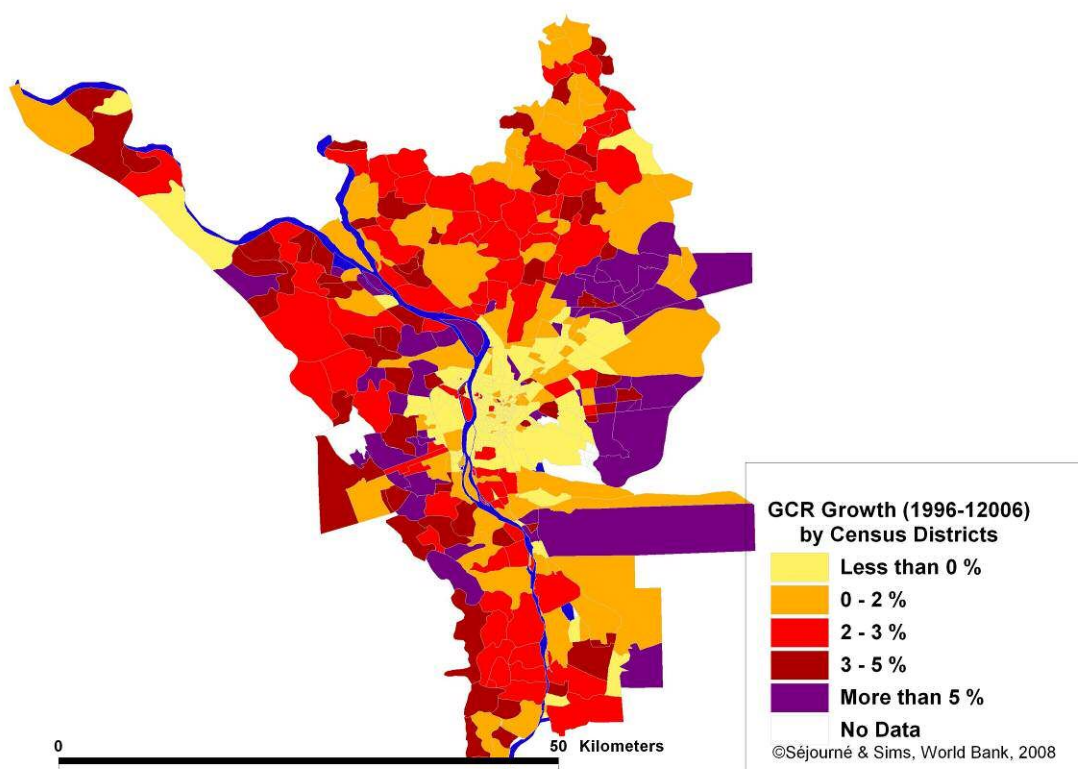 GCR Growth (1996-12006)
by Census Districts
Less than 0 %
0 - 2 %
2 - 3 %
3 - 5 %
More than 5 %
No Data
©Séjourné & Sims, World Bank, 2008
0 50 Kilometers